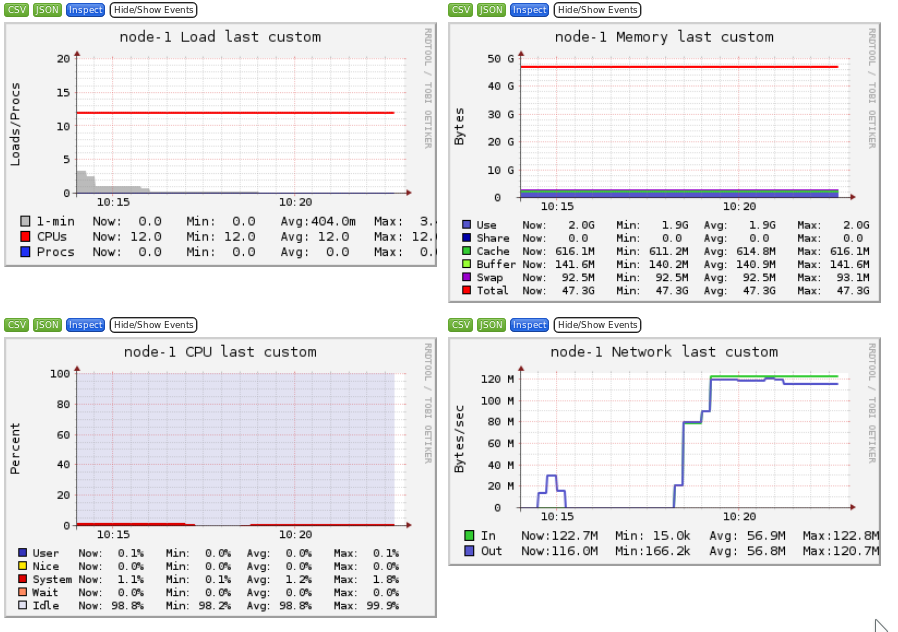 CSV JSON Inspect Hide/Show Events
node-1 Load last custom
RRDTOOL / TOBI OETIKER
Loads/Procs
20
15
10
5
0
10:15 10:20
1-min Now: 0.0 Min: 0.0 Avg:404.0m Max: 3.
CPUs Now: 12.0 Min: 12.0 Avg: 12.0 Max: 12.
Procs Now: 0.0 Min: 0.0 Avg: 0.0 Max: 0.
CSV JSON Inspect Hide/Show Events
node-1 Memory last custom
RRDTOOL / TOBI OETIKER
Bytes
50 G
40 G
30 G
20 G
10 G
0
10:15 10:20
Use Now: 2.0G Min: 1.9G Avg: 1.9G Max: 2.0G
Share Now: 0.0 Min: 0.0 Avg: 0.0 Max: 0.0
Cache Now: 616.1M Min: 611.2M Avg: 614.8M Max: 616.1M
Buffer Now: 141.6M Min: 140.2M Avg: 140.9M Max: 141.6M
Swap Now: 92.5M Min: 92.5M Avg: 92.5M Max: 93.1M
Total Now: 47.3G Min: 47.3G Avg: 47.3G Max: 47.3G
CSV JSON Inspect Hide/Show Events
node-1 CPU last custom
RRDTOOL / TOBI OETIKER
Percent
100
80
60
40
20
0
10:15 10:20
User Now: 0.1% Min: 0.0% Avg: 0.0% Max: 0.1%
Nice Now: 0.0% Min: 0.0% Avg: 0.0% Max: 0.0%
System Now: 1.1% Min: 0.1% Avg: 1.2% Max: 1.8%
Wait Now: 0.0% Min: 0.0% Avg: 0.0% Max: 0.0%
Idle Now: 98.8% Min: 98.2% Avg: 98.8% Max: 99.9%
CSV JSON Inspect Hide/Show Events
node-1 Network last custom
RRDTOOL / TOBI OETIKER
Bytes/sec
120 M
100 M
80 M
60 M
40 M
20 M
0
10:15 10:20
In Now:122.7M Min: 15.0k Avg: 56.9M Max:122.8M
Out Now:116.0M Min:166.2k Avg: 56.8M Max:120.7M